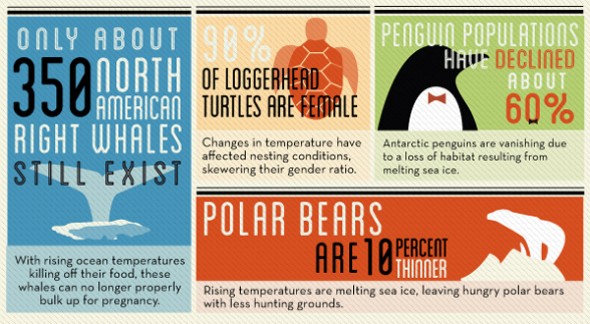 ONLY ABOUT
350 NORTH
AMERICAN
RIGHT WHALES
STILL EXIST
With rising ocean temperatures
killing off their food, these
whales can no longer properly
bulk up for pregnancy.
90%
OF LOGGERHEAD
TURTLES ARE FEMALE
Changes in temperature have
affected nesting conditions,
skewering their gender ratio.
PENGUIN POPULATIONS
HAVE DECLINED
ABOUT
60%
Antarctic penguins are vanishing due
to a loss of habitat resulting from
melting sea ice.
POLAR BEARS
ARE 10 PERCENT
THINNER
Rising temperatures are melting sea ice, leaving hungry polar bears
with less hunting grounds.